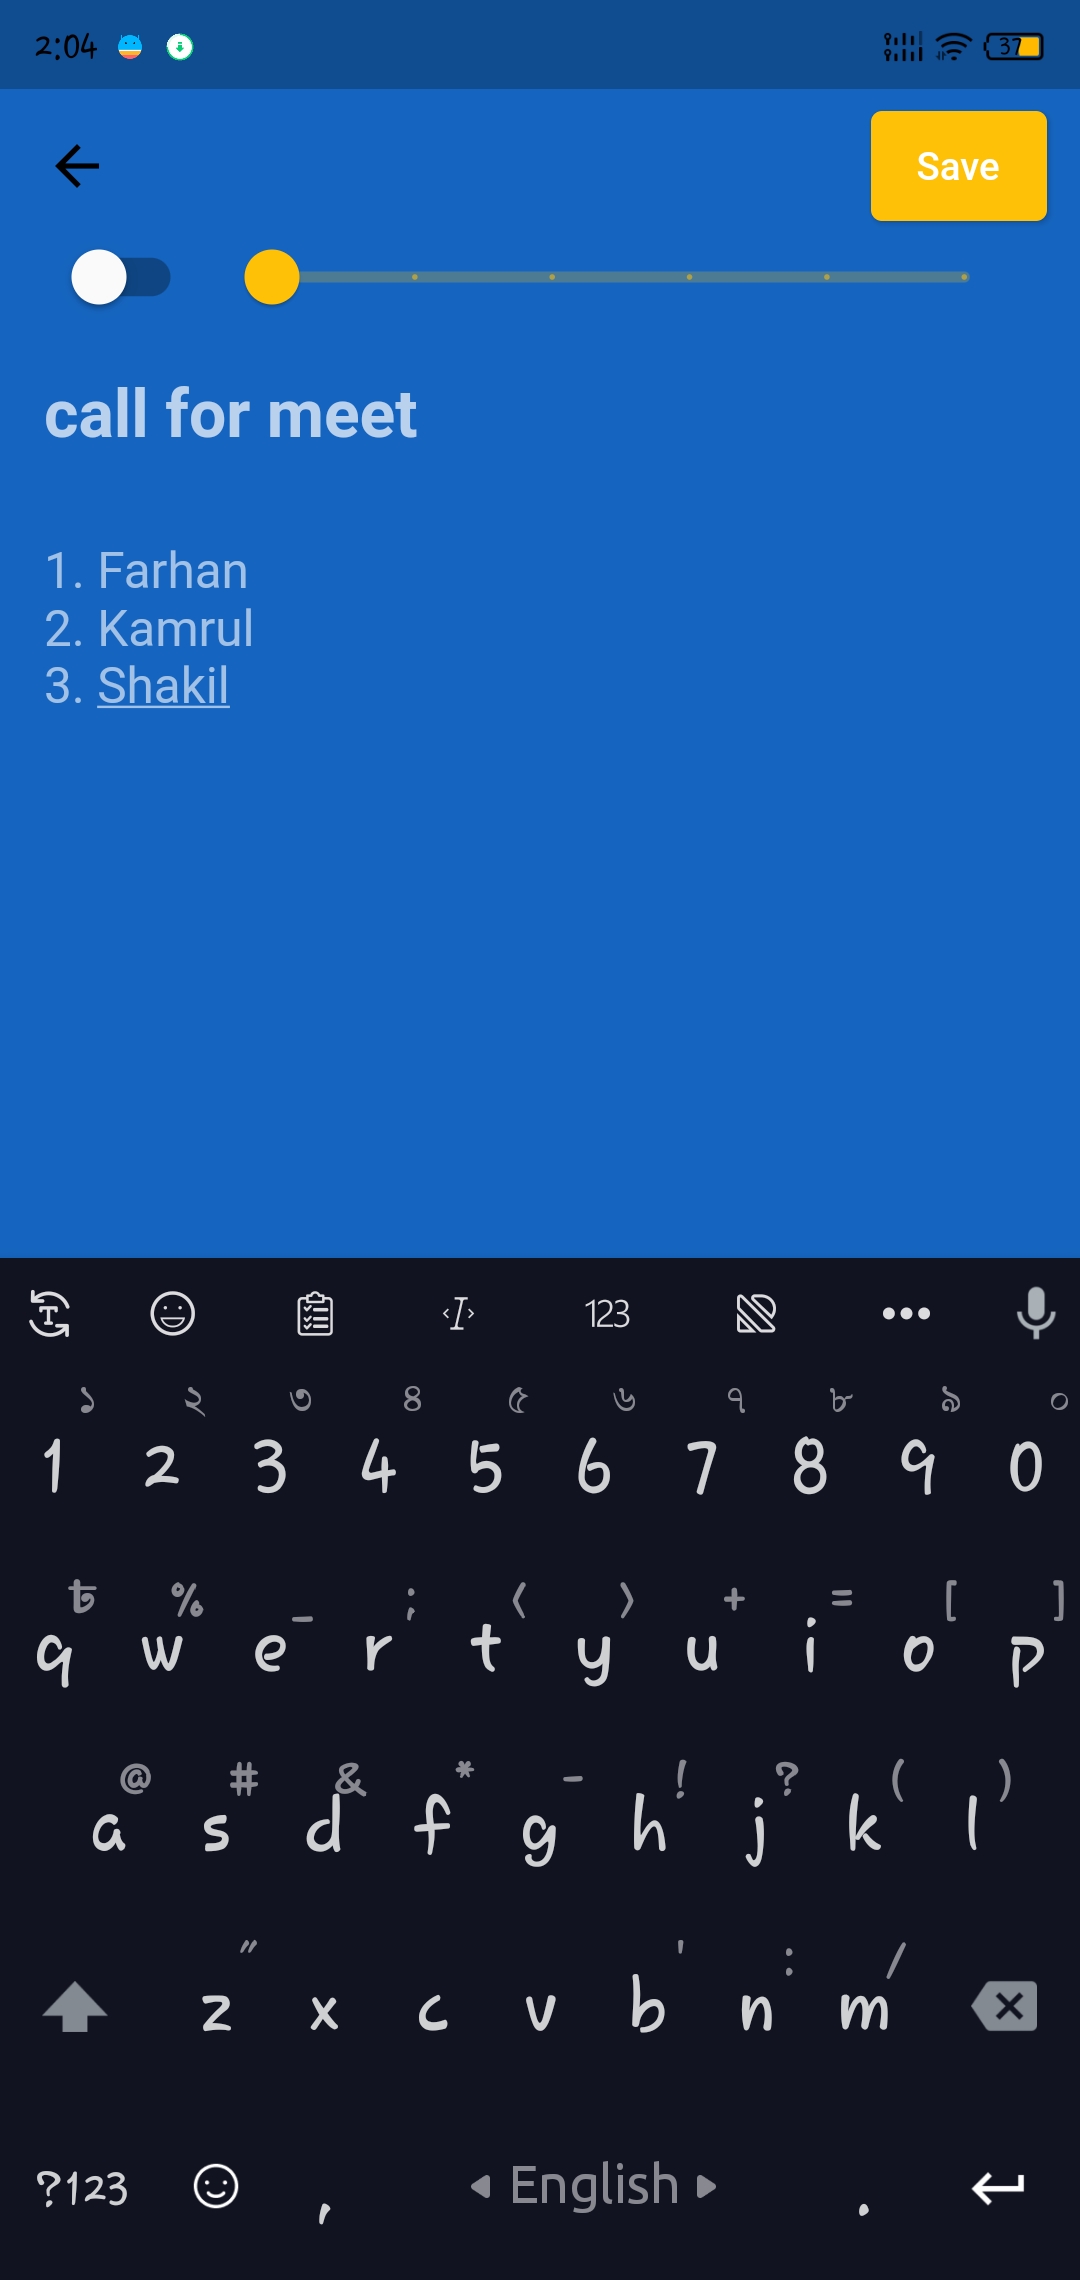 2:04
37
Save
call for meet
1. Farhan
2. Kamrul
3. Shakil
123
১ ২ ৩ ৪ ৫ ৬ ৭ ৮ ৯ ০
1 2 3 4 5 6 7 8 9 0
৳ % _ ; < > + = [ ]
q w e r t y u i o p
@ # & * - ! ? ( )
a s d f g h j k l
" ' : /
z x c v b n m
?123 , English .